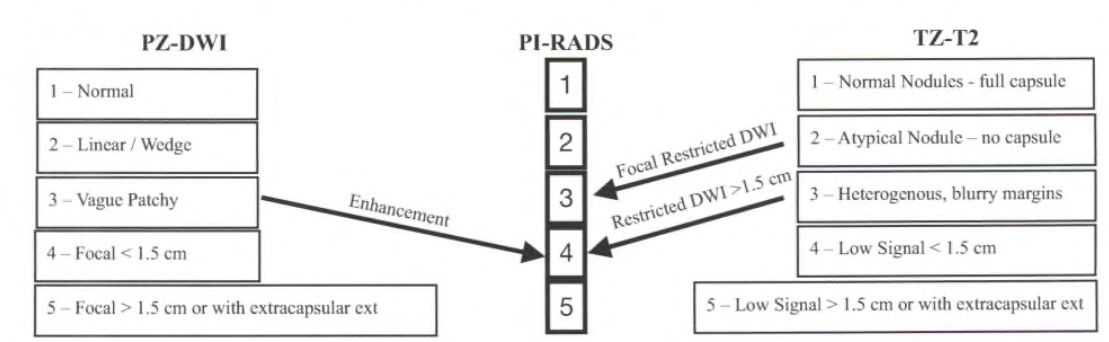 PZ-DWI
1 – Normal
2 – Linear / Wedge
3 – Vague Patchy
4 – Focal < 1.5 cm
5 – Focal > 1.5 cm or with extracapsular ext
Enhancement
PI-RADS
1
2
3
4
5
Focal Restricted DWI
Restricted DWI >1.5 cm
TZ-T2
1 – Normal Nodules - full capsule
2 – Atypical Nodule – no capsule
3 – Heterogenous, blurry margins
4 – Low Signal < 1.5 cm
5 – Low Signal > 1.5 cm or with extracapsular ext